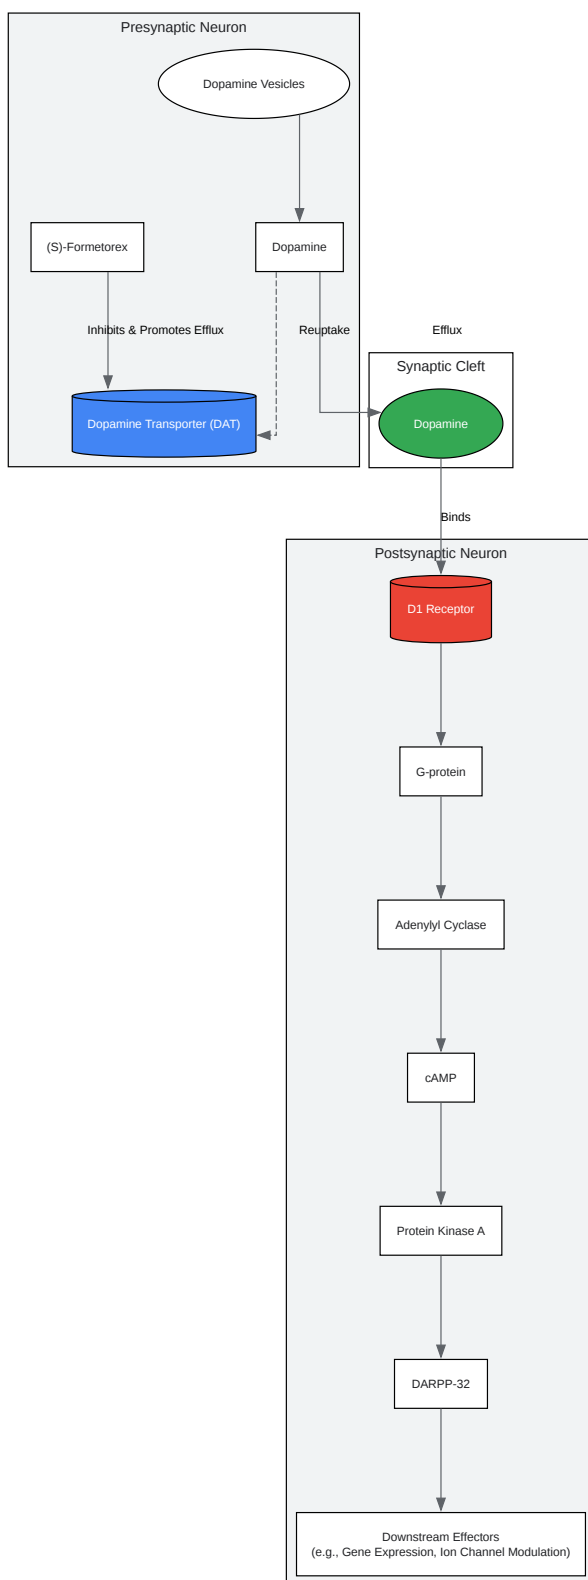 Presynaptic Neuron
Dopamine Vesicles
(S)-Formetorex
Dopamine
Inhibits & Promotes Efflux
Reuptake
Efflux
Synaptic Cleft
Dopamine Transporter (DAT)
Dopamine
Binds
Postsynaptic Neuron
D1 Receptor
G-protein
Adenylyl Cyclase
cAMP
Protein Kinase A
DARPP-32
Downstream Effectors
(e.g., Gene Expression, Ion Channel Modulation)